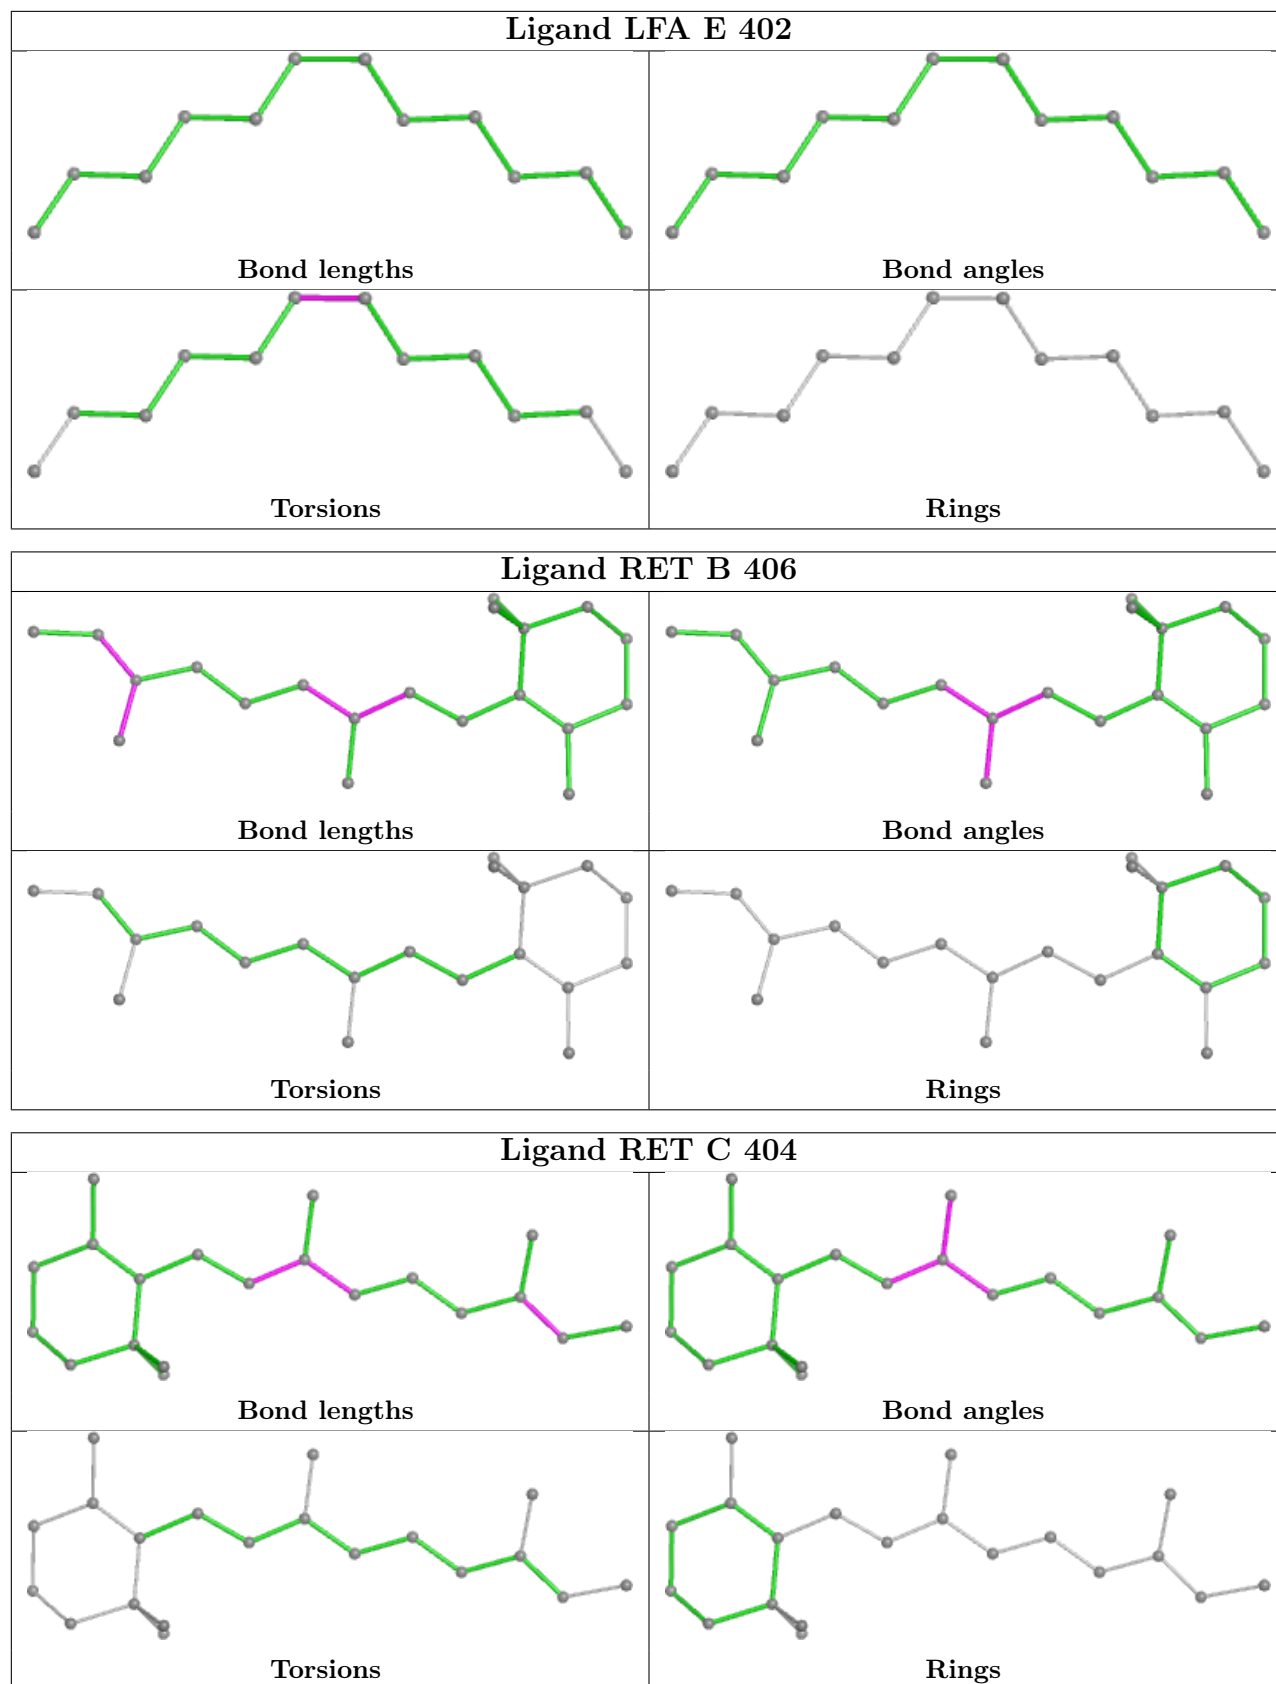 Ligand LFA E 402
Bond lengths
Bond angles
Torsions
Rings
Ligand RET B 406
Bond lengths
Bond angles
Torsions
Rings
Ligand RET C 404
Bond lengths
Bond angles
Torsions
Rings